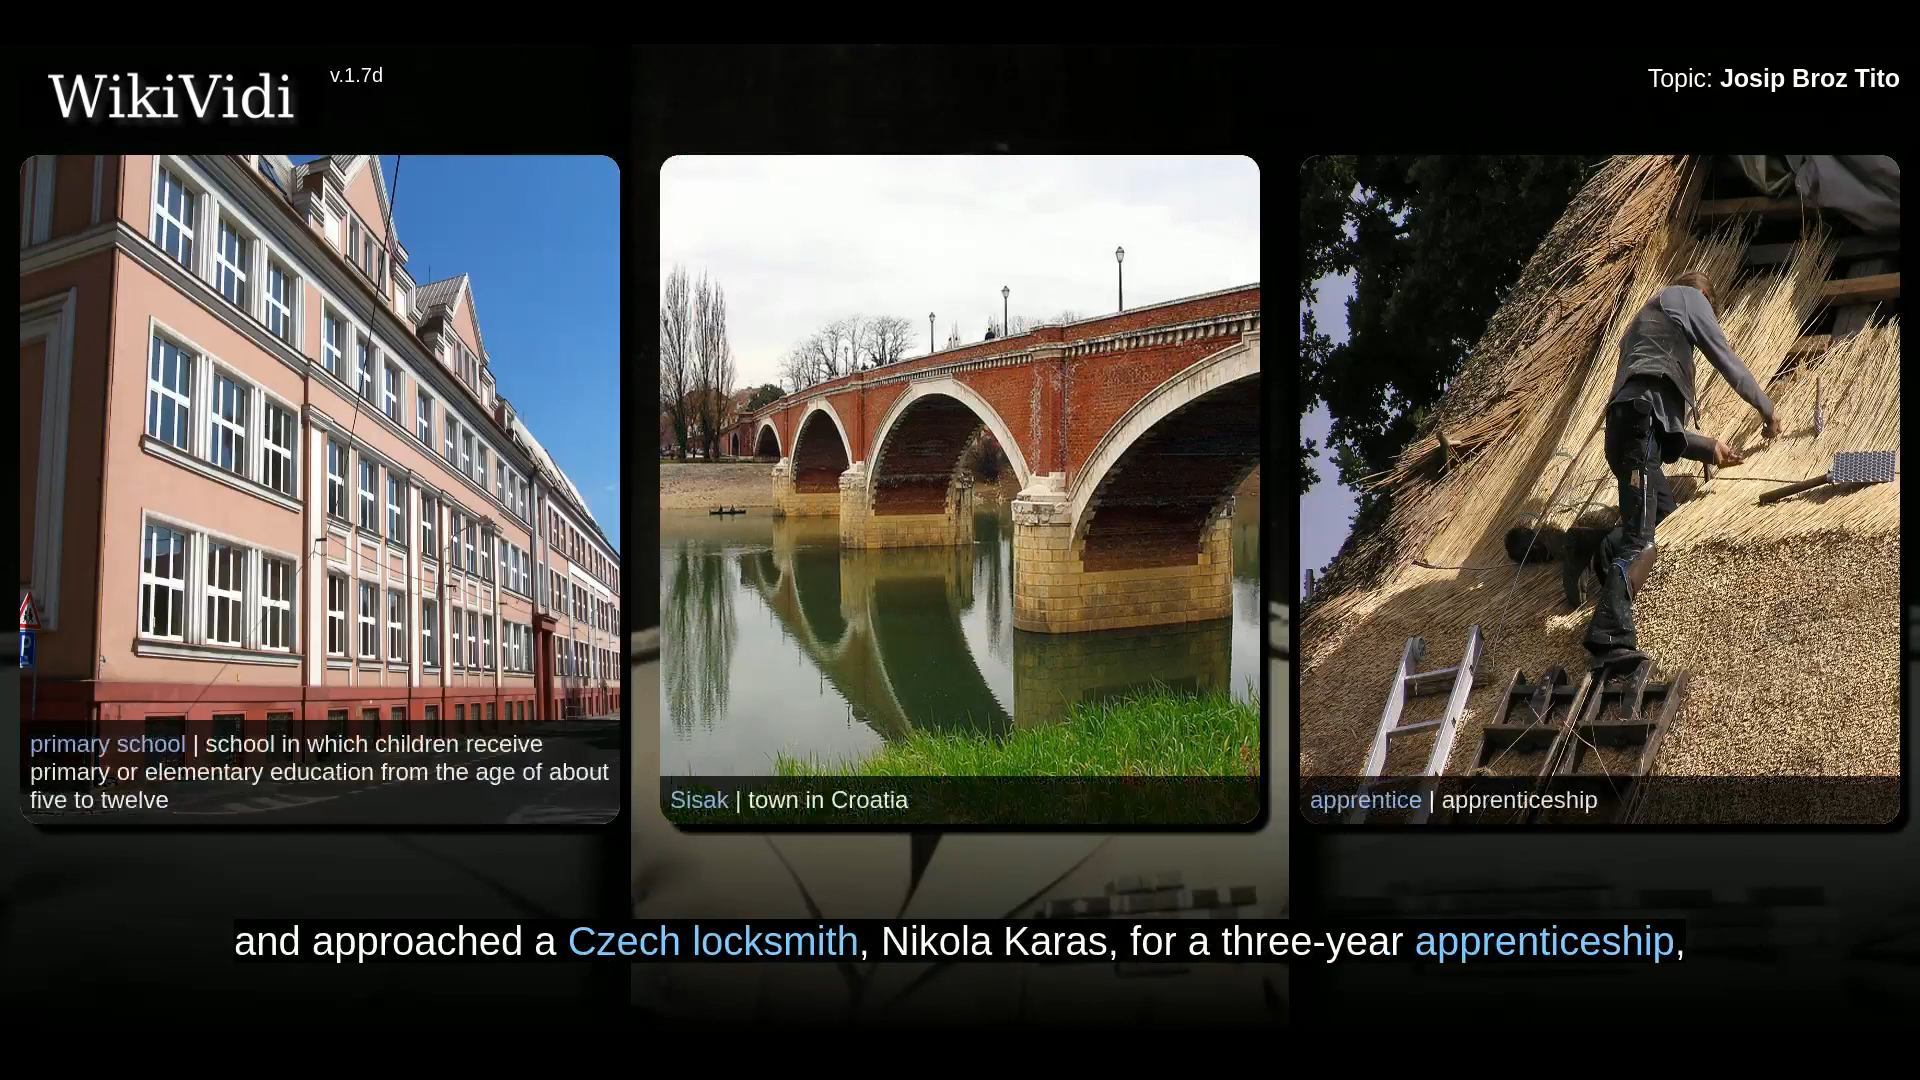 WikiVidi
v.1.7d
Topic: Josip Broz Tito
primary school | school in which children receive
primary or elementary education from the age of about
five to twelve
Sisak | town in Croatia
apprentice | apprenticeship
and approached a Czech locksmith, Nikola Karas, for a three-year apprenticeship,
P